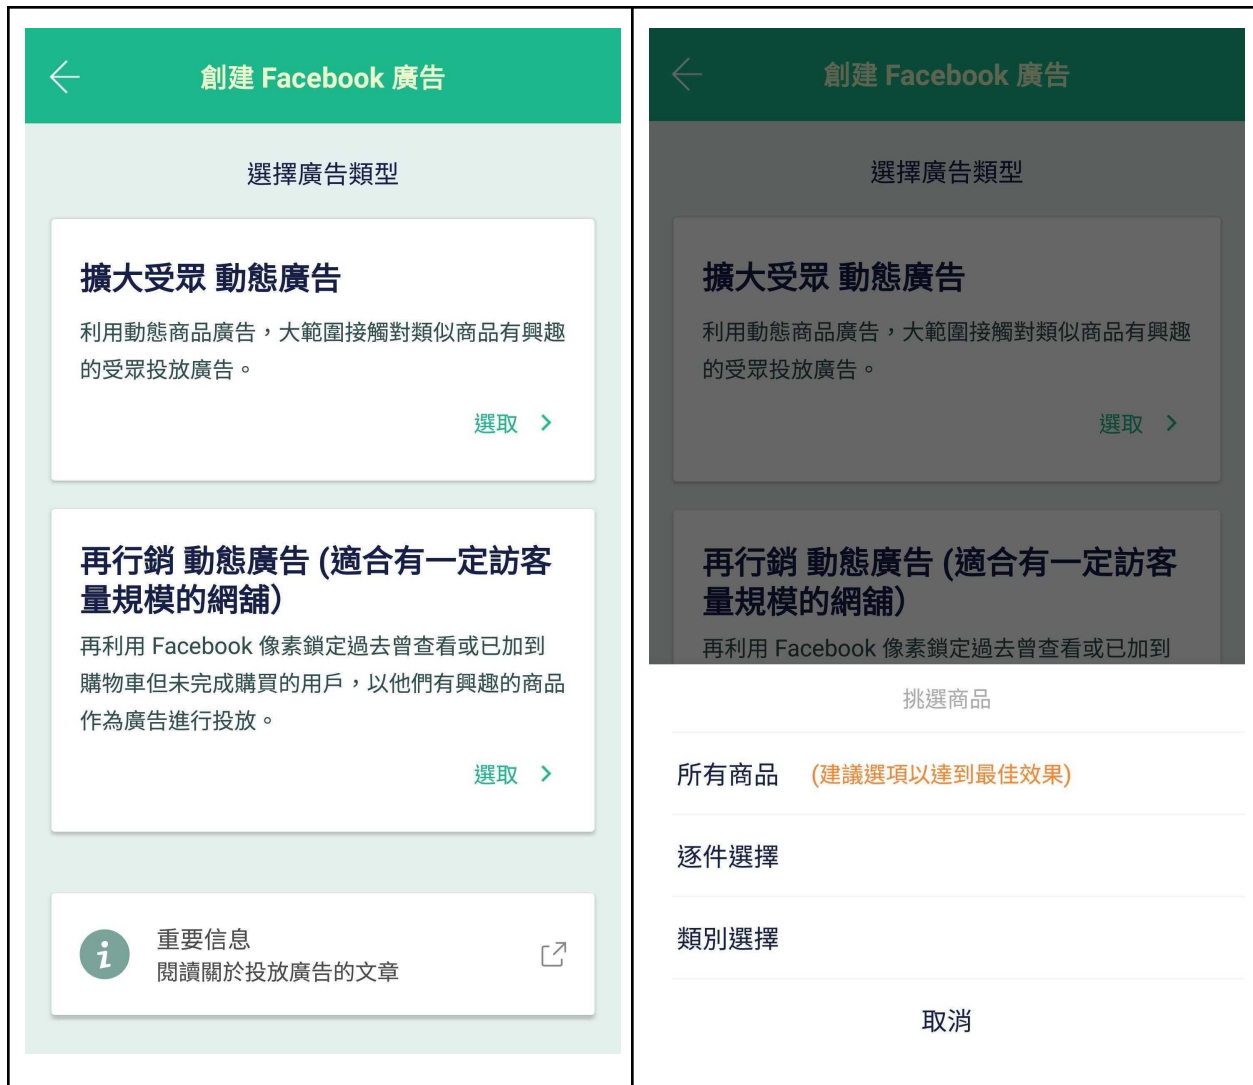 創建 Facebook 廣告
選擇廣告類型
擴大受眾 動態廣告
利用動態商品廣告，大範圍接觸對類似商品有興趣
的受眾投放廣告。
選取
再行銷 動態廣告 (適合有一定訪客
量規模的網舖）
再利用 Facebook 像素鎖定過去曾查看或已加到
購物車但未完成購買的用戶，以他們有興趣的商品
作為廣告進行投放。
選取
重要信息
閱讀關於投放廣告的文章
創建 Facebook 廣告
選擇廣告類型
擴大受眾 動態廣告
利用動態商品廣告，大範圍接觸對類似商品有興趣
的受眾投放廣告。
選取
再行銷 動態廣告 (適合有一定訪客
量規模的網舖）
再利用 Facebook 像素鎖定過去曾查看或已加到
挑選商品
所有商品 (建議選項以達到最佳效果)
逐件選擇
類別選擇
取消